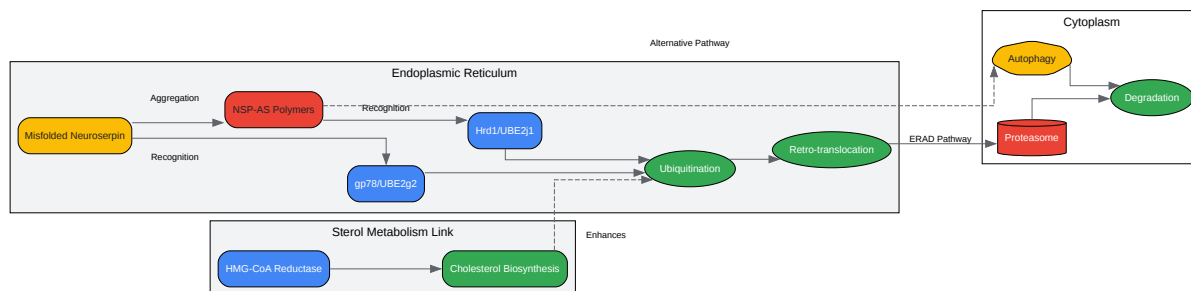 Cytoplasm
Alternative Pathway
Autophagy
Endoplasmic Reticulum
Degradation
Aggregation
NSP-AS Polymers
Recognition
Misfolded Neuroserpin
Hrd1/UBE2j1
Proteasome
ERAD Pathway
Recognition
Retro-translocation
Ubiquitination
gp78/UBE2g2
Sterol Metabolism Link
Enhances
HMG-CoA Reductase
Cholesterol Biosynthesis